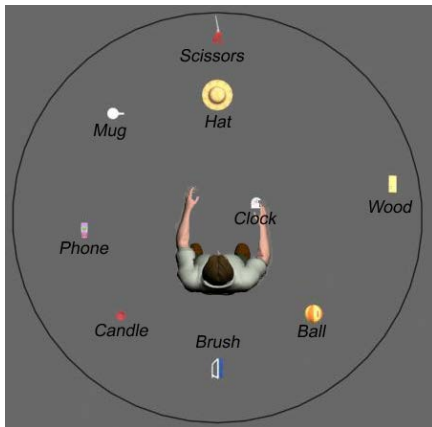 Scissors
Hat
Mug
Clock
Wood
Phone
Candle
Brush
Ball